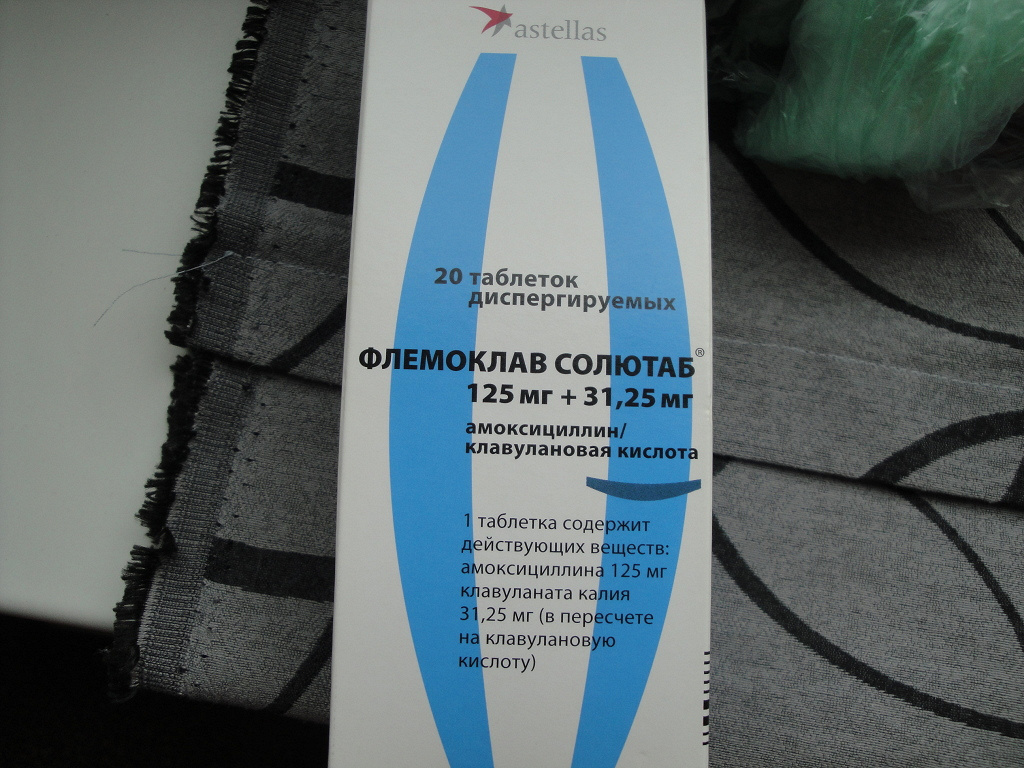 astellas
20 таблеток
диспергируемых
ФЛЕМОКЛАВ СОЛЮТАБ®
125 мг + 31,25 мг
амоксициллин/
клавулановая кислота
1 таблетка содержит
действующих веществ:
амоксициллина 125 мг
клавуланата калия
31,25 мг (в пересчете
на клавулановую
кислоту)